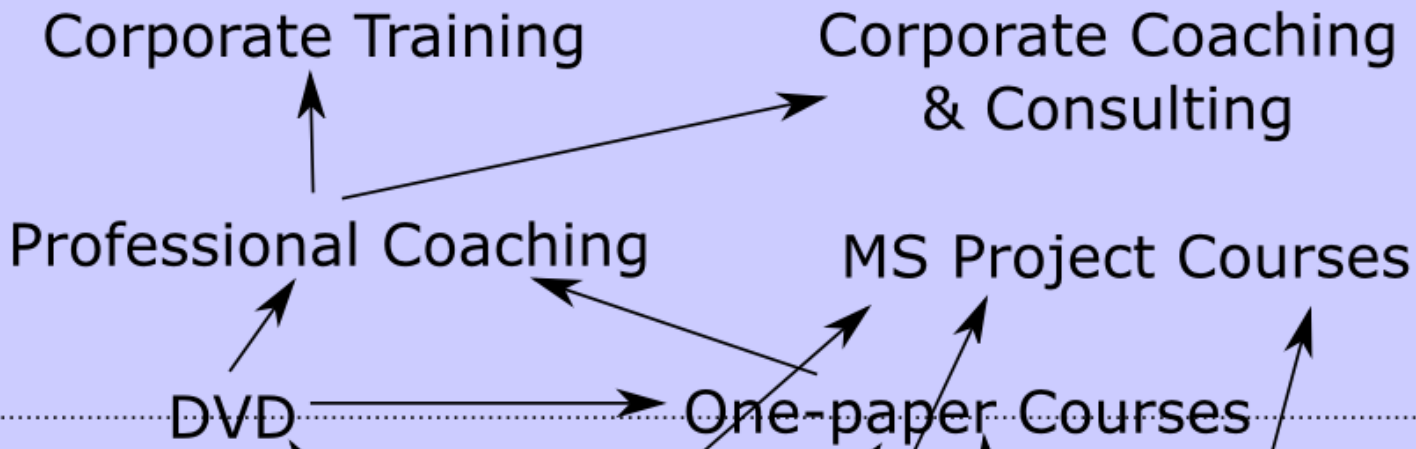 Corporate Training
Corporate Coaching
& Consulting
Professional Coaching
MS Project Courses
DVD
One-paper Courses